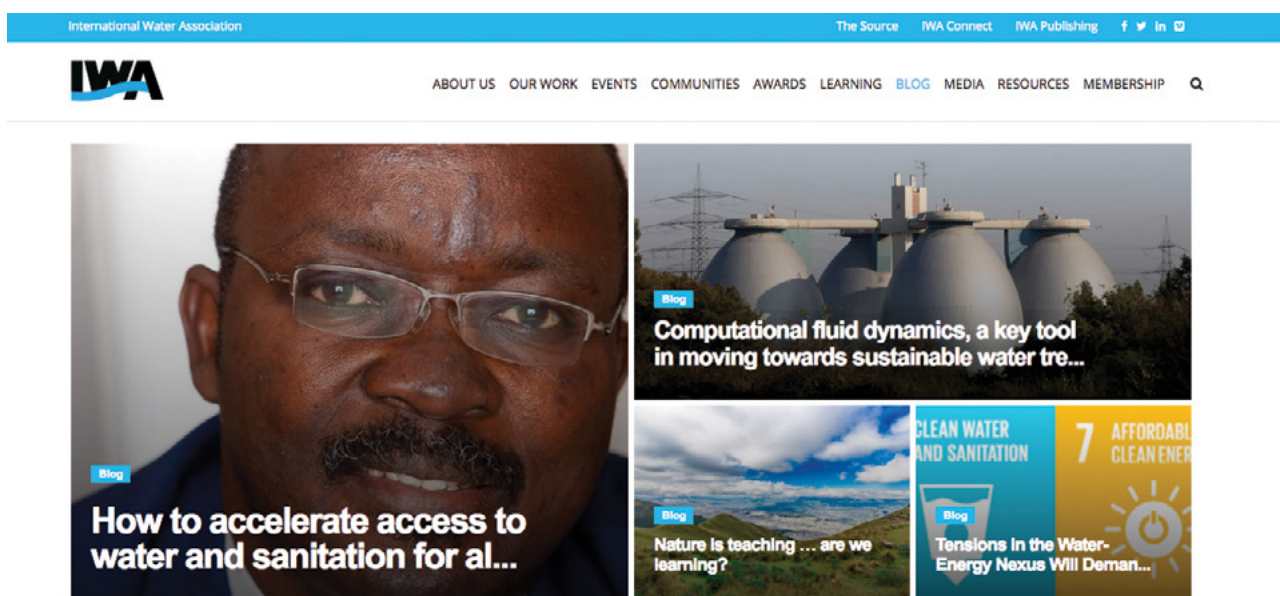 International Water Association
The Source IWA Connect IWA Publishing
IWA
ABOUT US OUR WORK EVENTS COMMUNITIES AWARDS LEARNING BLOG MEDIA RESOURCES MEMBERSHIP
Blog
How to accelerate access to
water and sanitation for al...
Blog
Computational fluid dynamics, a key tool
in moving towards sustainable water tre...
Blog
Nature is teaching ... are we
learning?
CLEAN WATER
AND SANITATION
7 AFFORDABL
CLEAN ENER
Blog
Tensions in the Water-
Energy Nexus Will Deman...